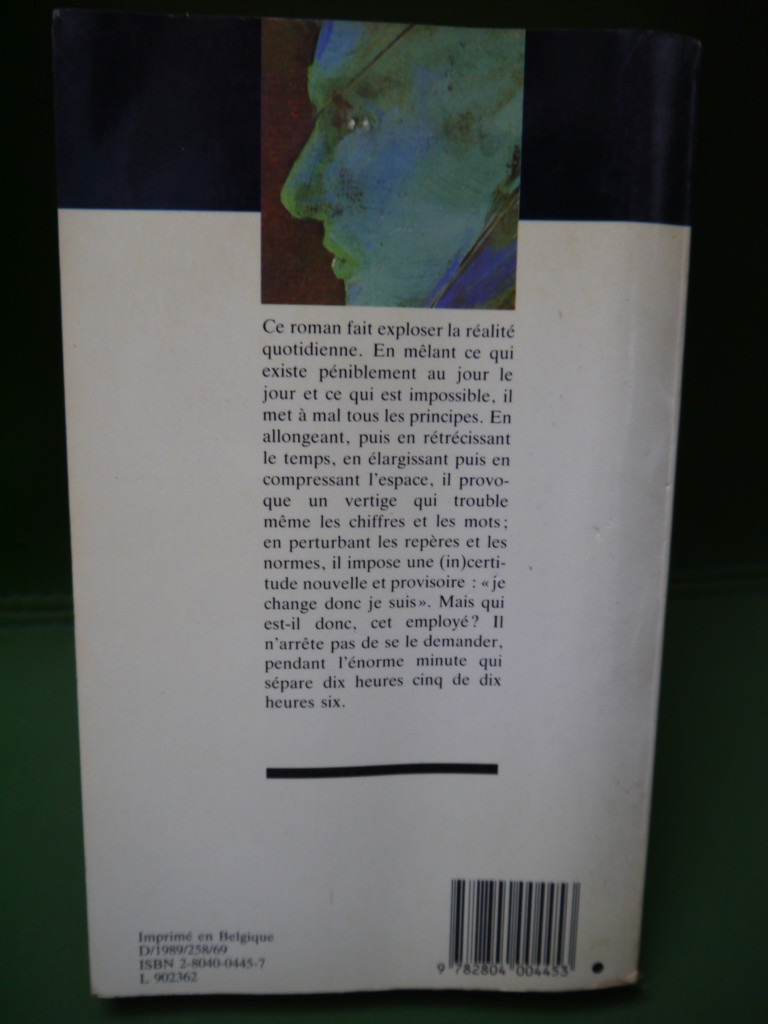 Ce roman fait exploser la réalité
quotidienne. En mêlant ce qui
existe péniblement au jour le
jour et ce qui est impossible, il
met à mal tous les principes. En
allongeant, puis en rétrécissant
le temps, en élargissant puis en
compressant l'espace, il provo-
que un vertige qui trouble
même les chiffres et les mots;
en perturbant les repères et les
normes, il impose une (in)certi-
tude nouvelle et provisoire : «je
change donc je suis». Mais qui
est-il donc, cet employé? Il
n'arrête pas de se le demander,
pendant l'énorme minute qui
sépare dix heures cinq de dix
heures six.
Imprimé en Belgique
D/1989/258/69
ISBN 2-8040-0445-7
L 902362
9 782804 004453